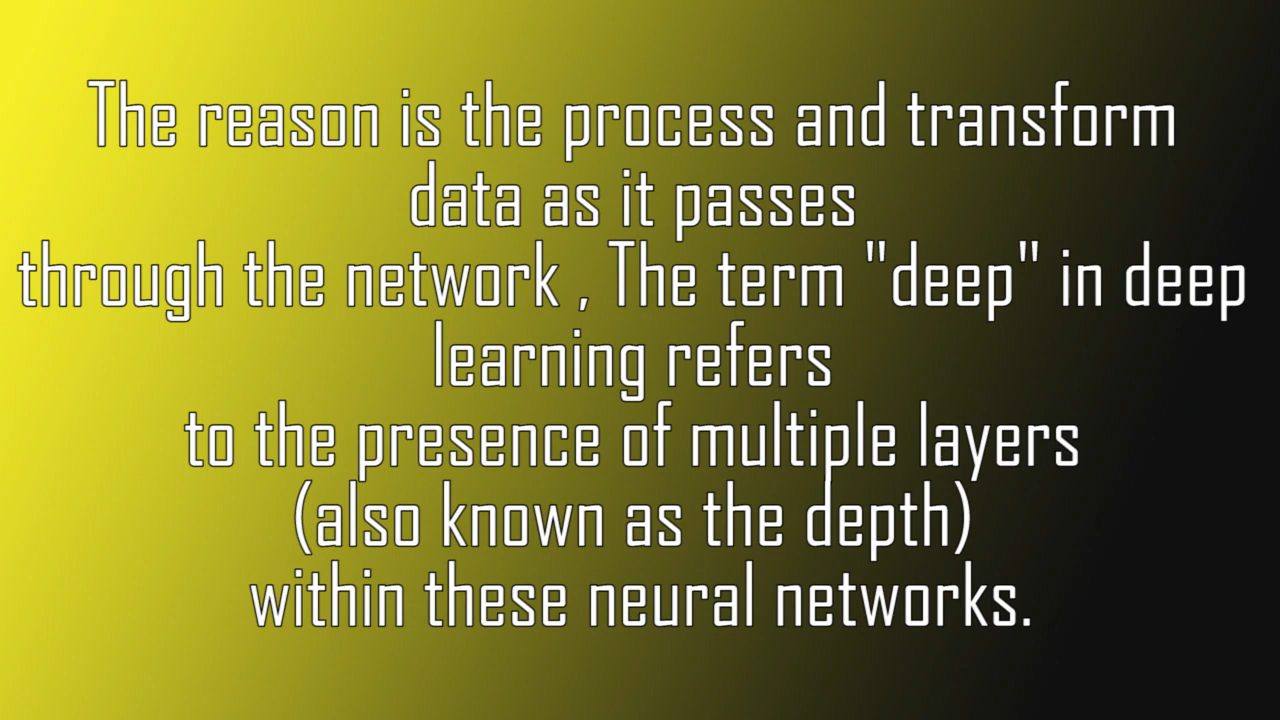 The reason is the process and transform
data as it passes
through the network , The term "deep" in deep
learning refers
to the presence of multiple layers
(also known as the depth)
within these neural networks.